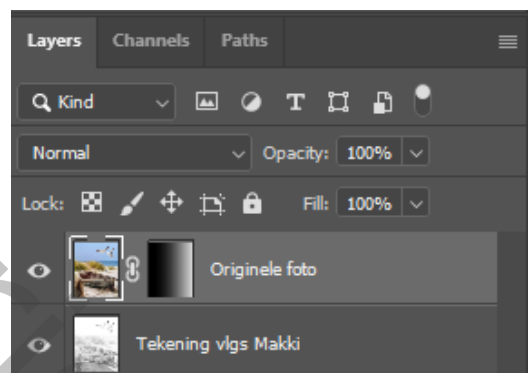 Layers Channels Paths
Kind
Normal Opacity: 100%
Lock: Fill: 100%
Originele foto
Tekening vlgs Makki